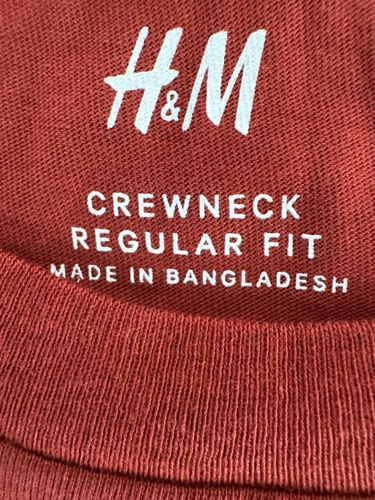 H&M
CREWNECK
REGULAR FIT
MADE IN BANGLADESH